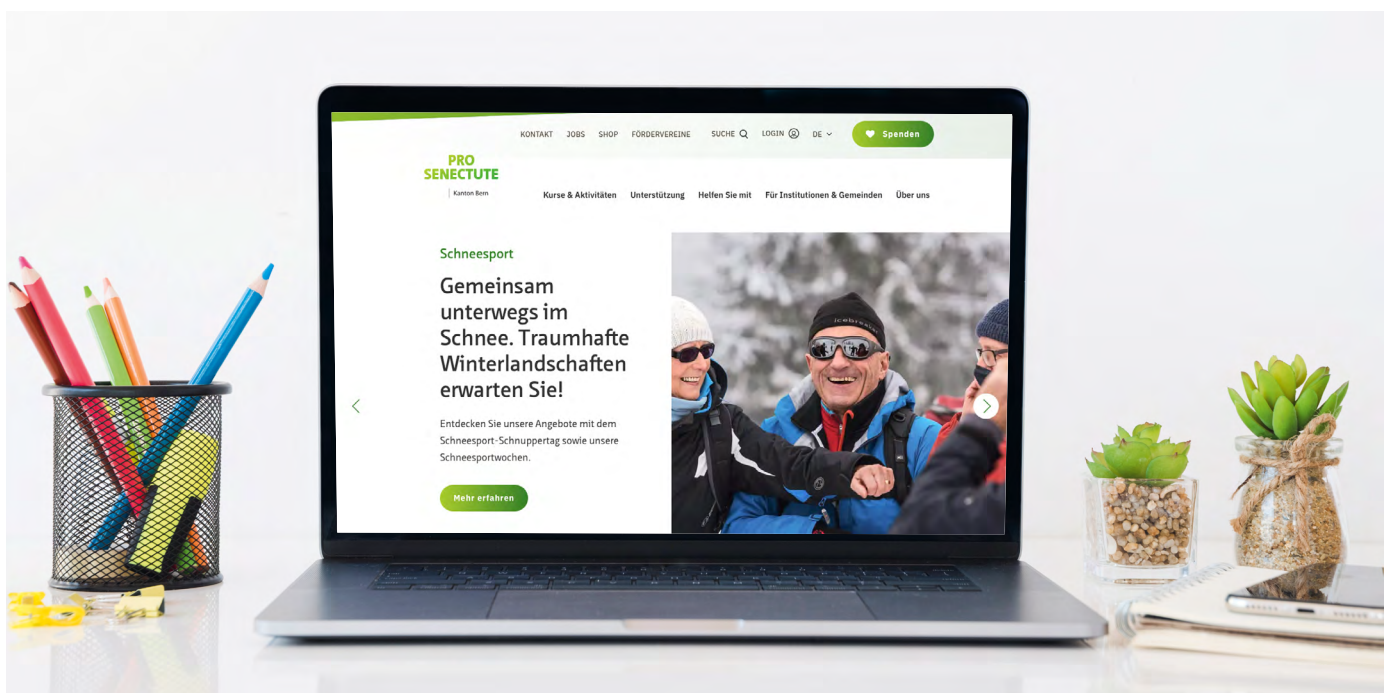 KONTAKT JOBS SHOP FÖRDERVEREINE SUCHE LOGIN DE Spenden
PRO
SENECTUTE
Kanton Bern
Kurse & Aktivitäten Unterstützung Helfen Sie mit Für Institutionen & Gemeinden Über uns
Schneesport
Gemeinsam
unterwegs im
Schnee. Traumhafte
Winterlandschaften
erwarten Sie!
Entdecken Sie unsere Angebote mit dem
Schneesport-Schnuppertag sowie unsere
Schneesportwochen.
Mehr erfahren
icebreaker